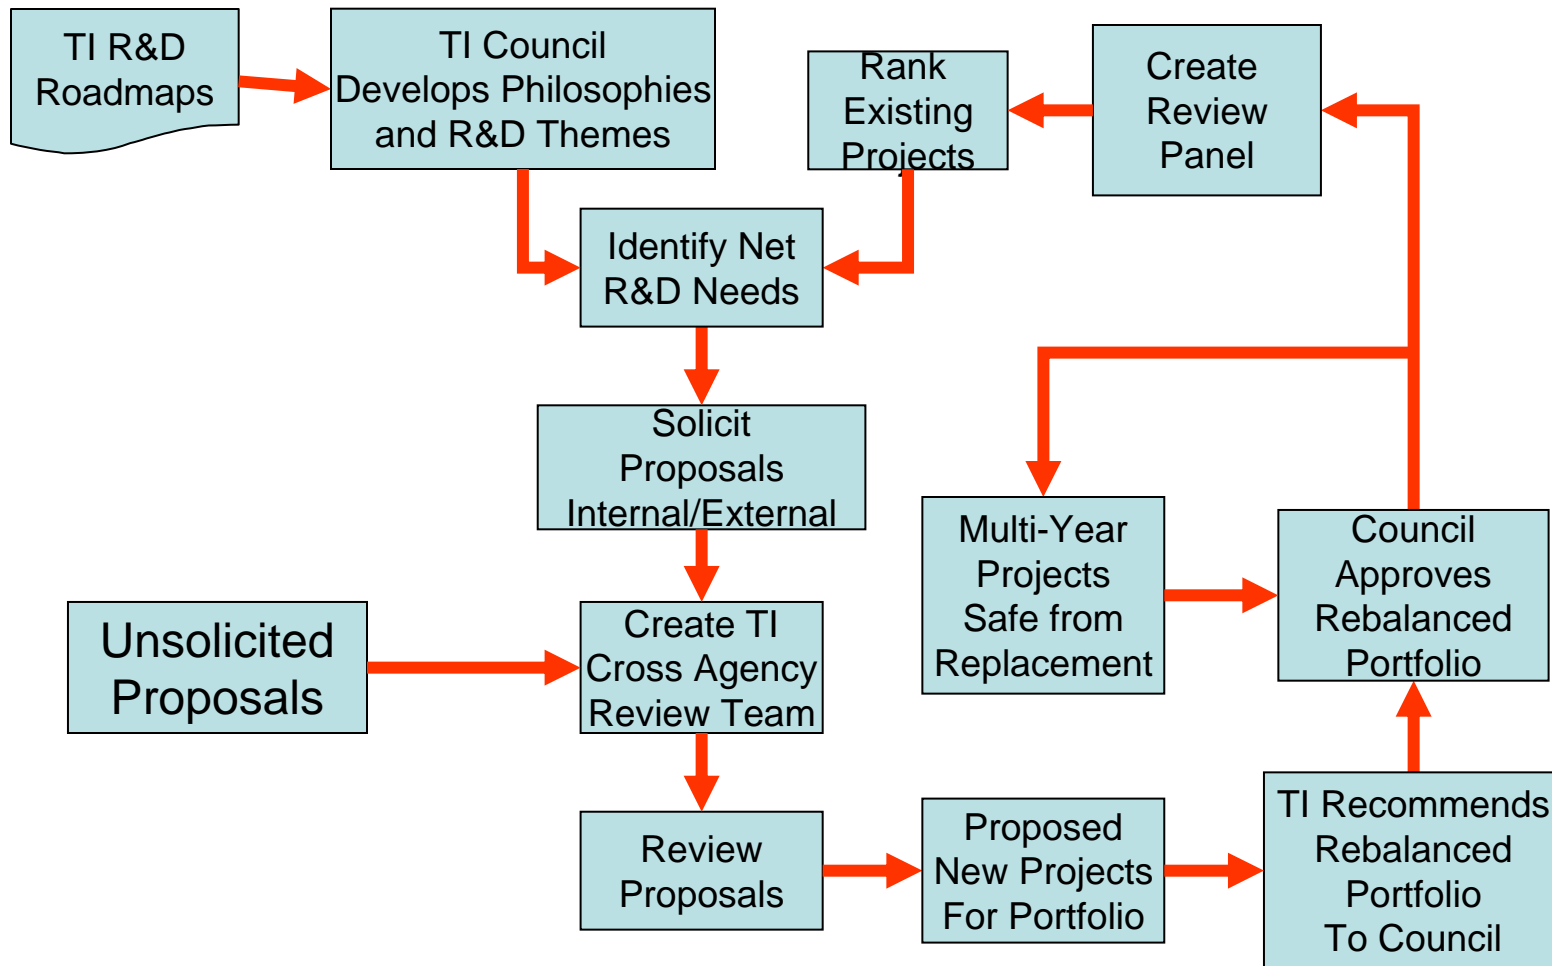 TI R&D
Roadmaps
TI Council
Develops Philosophies
and R&D Themes
Rank
Existing
Projects
Create
Review
Panel
Identify Net
R&D Needs
Solicit
Proposals
Internal/External
Multi-Year
Projects
Safe from
Replacement
Council
Approves
Rebalanced
Portfolio
Unsolicited
Proposals
Create TI
Cross Agency
Review Team
Review
Proposals
Proposed
New Projects
For Portfolio
TI Recommends
Rebalanced
Portfolio
To Council